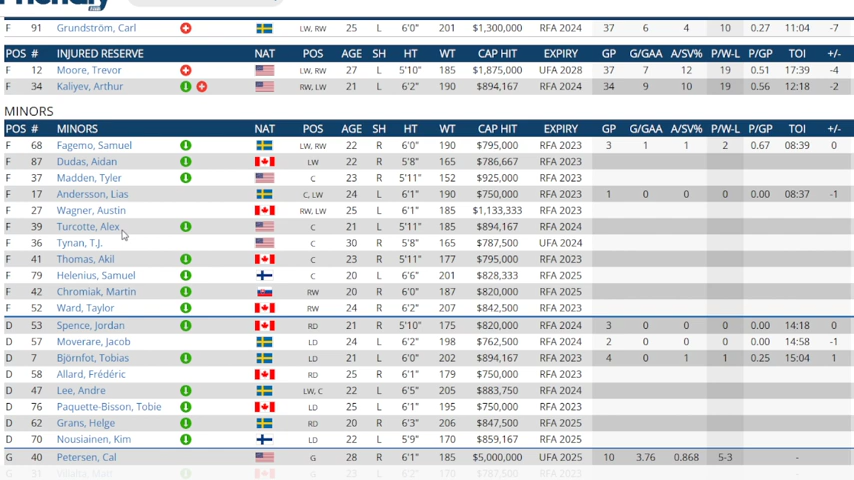 F 91 Grundström, Carl LW, RW 25 L 6'0" 201 $1,300,000 RFA 2024 37 6 4 10 0.27 11:04 -7
POS # INJURED RESERVE NAT POS AGE SH HT WT CAP HIT EXPIRY GP G/GAA A/SV% P/W-L P/GP TOI +/-
F 12 Moore, Trevor LW, RW 27 L 5'10" 185 $1,875,000 UFA 2028 37 7 12 19 0.51 17:39 -4
F 34 Kaliyev, Arthur LW, RW 21 L 6'2" 190 $894,167 RFA 2024 34 9 10 19 0.56 12:18 -2
MINORS
POS # MINORS NAT POS AGE SH HT WT CAP HIT EXPIRY GP G/GAA A/SV% P/W-L P/GP TOI +/-
F 68 Fagemo, Samuel LW, RW 22 R 6'0" 190 $795,000 RFA 2023 3 1 1 2 0.67 08:39 0
F 87 Dudas, Aidan LW 22 R 5'8" 165 $786,667 RFA 2023
F 37 Madden, Tyler C 23 R 5'11" 152 $925,000 RFA 2023
F 17 Andersson, Lias C, LW 24 L 6'1" 190 $750,000 RFA 2023 1 0 0 0 0.00 08:37 -1
F 27 Wagner, Austin RW, LW 25 L 6'1" 185 $1,133,333 RFA 2023
F 39 Turcotte, Alex C 21 L 5'11" 185 $894,167 RFA 2024
F 36 Tynan, T.J. C 30 R 5'8" 165 $787,500 UFA 2024
F 41 Thomas, Akil C 23 R 5'11" 177 $795,000 RFA 2023
F 79 Helenius, Samuel C 20 L 6'6" 201 $828,333 RFA 2025
F 42 Chromiak, Martin RW 20 R 6'0" 187 $820,000 RFA 2025
F 52 Ward, Taylor RW 24 R 6'2" 207 $842,500 RFA 2023
D 53 Spence, Jordan RD 21 R 5'10" 175 $820,000 RFA 2024 3 0 0 0 0.00 14:18 0
D 57 Moverare, Jacob LD 24 L 6'2" 198 $762,500 RFA 2024 2 0 0 0 0.00 14:58 -1
D 7 Björnfot, Tobias LD 21 L 6'0" 202 $894,167 RFA 2023 4 0 1 1 0.25 15:04 1
D 58 Allard, Frédéric RD 25 R 6'1" 179 $750,000 RFA 2023
D 47 Lee, Andre LW, C 22 L 6'5" 205 $883,750 RFA 2024
D 76 Paquette-Bisson, Tobie LD 25 L 6'1" 195 $750,000 RFA 2023
D 62 Grans, Helge RD 20 R 6'3" 206 $847,500 RFA 2025
D 70 Nousiainen, Kim LD 22 L 5'9" 170 $859,167 RFA 2025
G 40 Petersen, Cal G 28 R 6'1" 185 $5,000,000 UFA 2025 10 3.76 0.868 5-3 -
G 31 Villalta, Matt G 23 L 6'2" 170 $787,500 RFA 2023